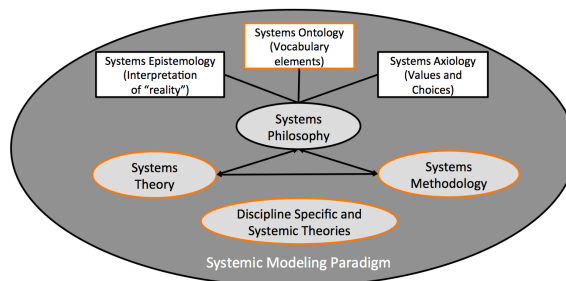 Systems Ontology
(Vocabulary
elements)
Systems Epistemology
(Interpretation
of “reality”)
Systems Axiology
(Values and
Choices)
Systems
Philosophy
Systems
Theory
Systems
Methodology
Discipline Specific and
Systemic Theories
Systemic Modeling Paradigm